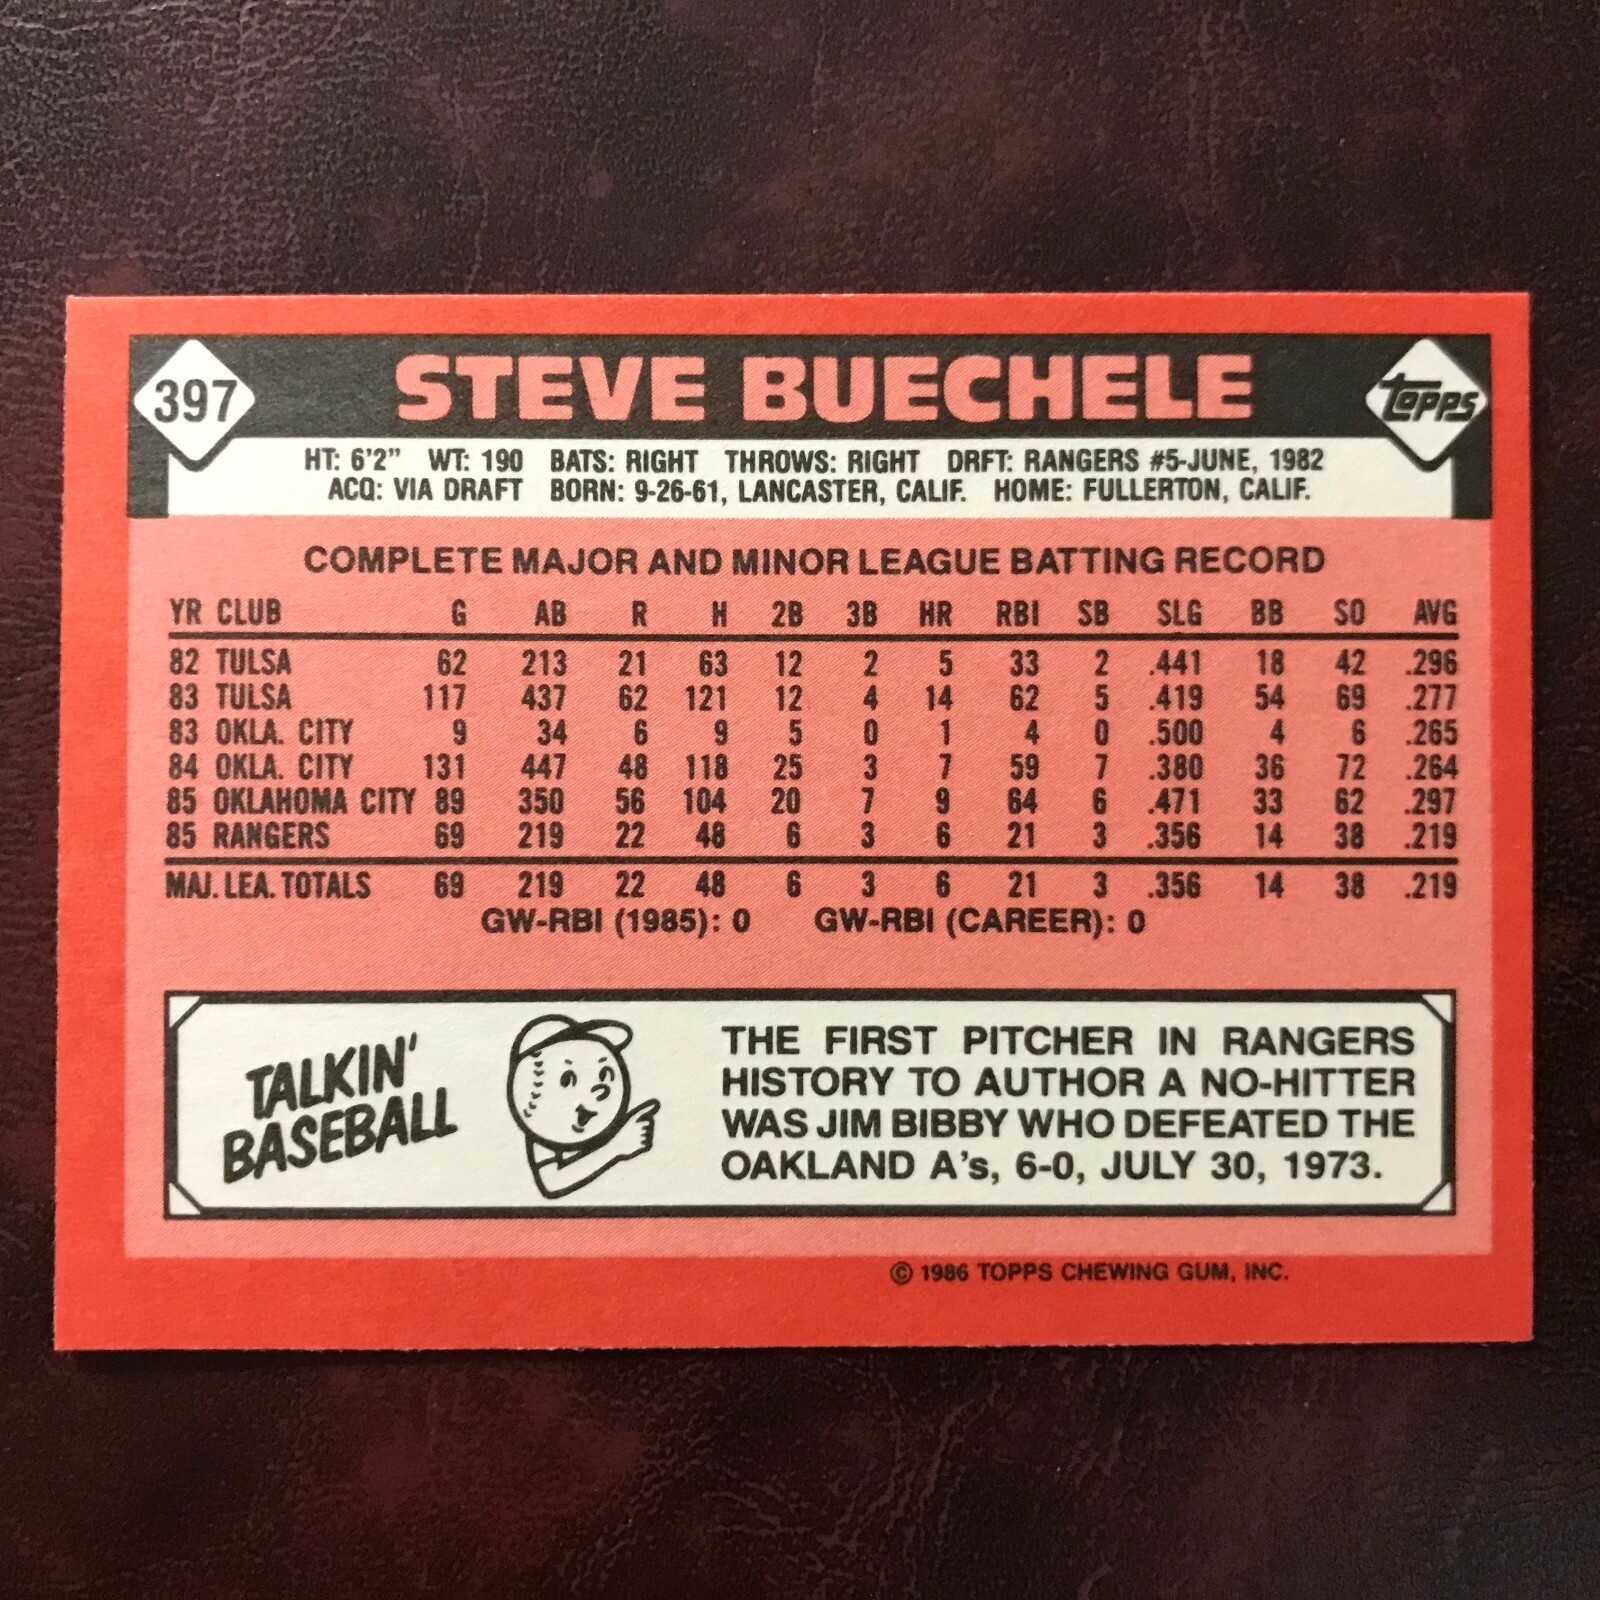 397 STEVE BUECHELE Topps
HT: 6'2" WT: 190 BATS: RIGHT THROWS: RIGHT DRFT: RANGERS #5-JUNE, 1982
ACQ: VIA DRAFT BORN: 9-26-61, LANCASTER, CALIF. HOME: FULLERTON, CALIF.
COMPLETE MAJOR AND MINOR LEAGUE BATTING RECORD
YR CLUB G AB R H 2B 3B HR RBI SB SLG BB SO AVG
82 TULSA 62 213 21 63 12 2 5 33 2 .441 18 42 .296
83 TULSA 117 437 62 121 12 4 14 62 5 .419 54 69 .277
83 OKLA. CITY 9 34 6 9 5 0 1 4 0 .500 4 6 .265
84 OKLA. CITY 131 447 48 118 25 3 7 59 7 .380 36 72 .264
85 OKLAHOMA CITY 89 350 56 104 20 7 9 64 6 .471 33 62 .297
85 RANGERS 69 219 22 48 6 3 6 21 3 .356 14 38 .219
MAJ. LEA. TOTALS 69 219 22 48 6 3 6 21 3 .356 14 38 .219
GW-RBI (1985): 0 GW-RBI (CAREER): 0
TALKIN'
BASEBALL
THE FIRST PITCHER IN RANGERS
HISTORY TO AUTHOR A NO-HITTER
WAS JIM BIBBY WHO DEFEATED THE
OAKLAND A's, 6-0, JULY 30, 1973.
© 1986 TOPPS CHEWING GUM, INC.